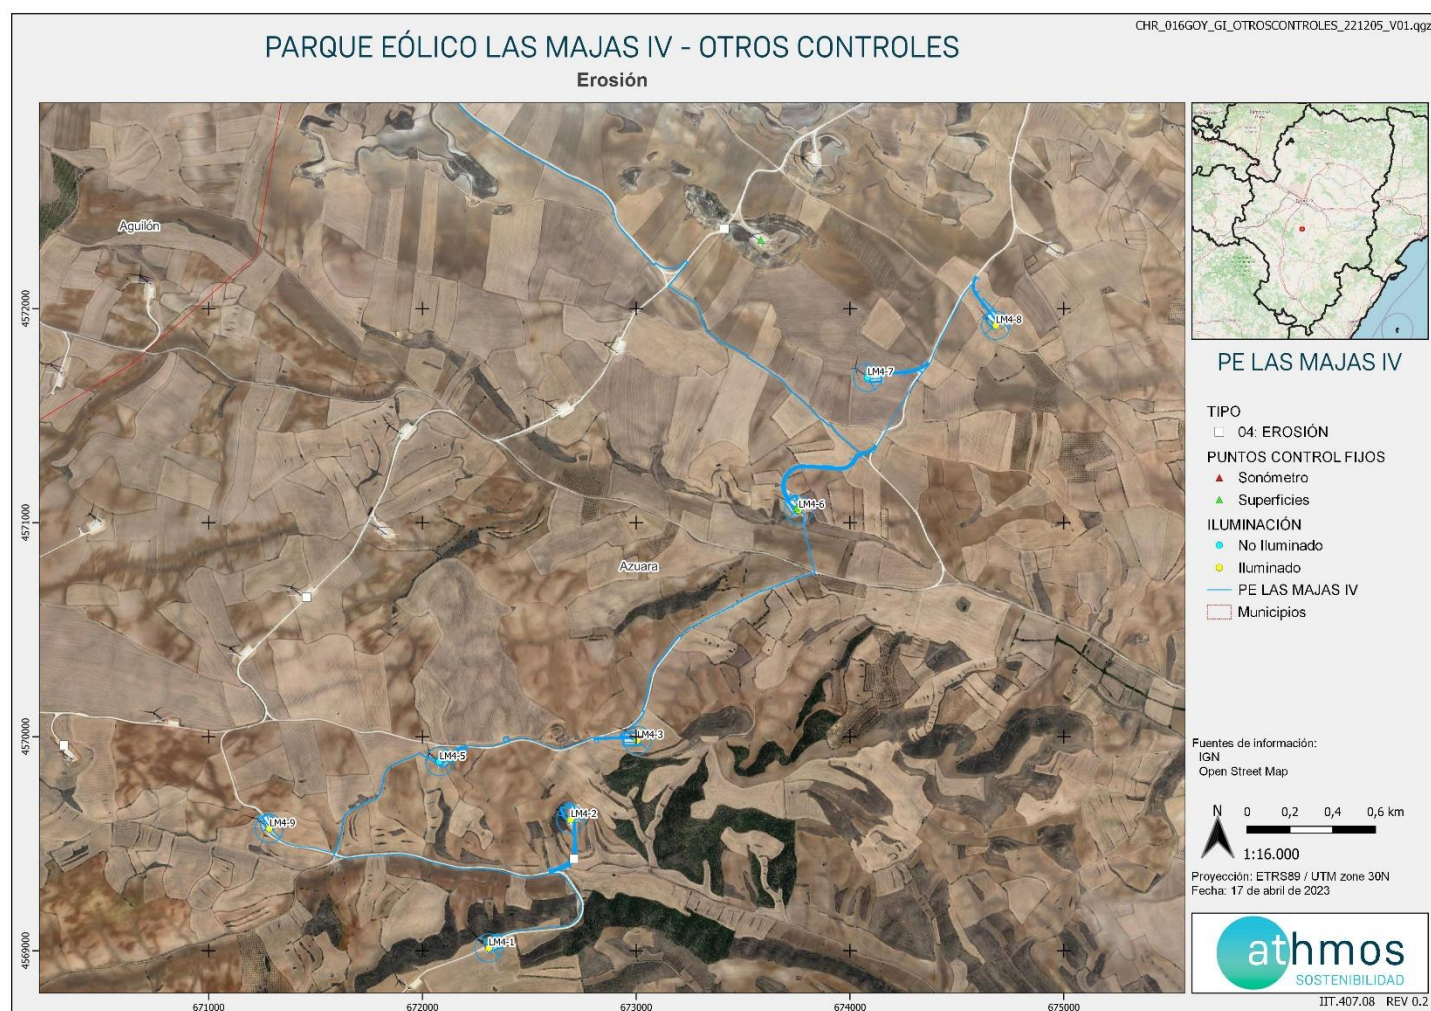 CHR_016GOY_GI_OTROSCONTROLES_221205_V01.qgz
PARQUE EÓLICO LAS MAJAS IV - OTROS CONTROLES
Erosión
Aguilón
Azuara
LM4-8
LM4-7
LM4-6
LM4-3
LM4-5
LM4-2
LM4-9
LM4-1
4572000
4571000
4570000
4569000
671000
672000
673000
674000
675000
PE LAS MAJAS IV
TIPO
04: EROSIÓN
PUNTOS CONTROL FIJOS
Sonómetro
Superficies
ILUMINACIÓN
No Iluminado
Iluminado
PE LAS MAJAS IV
Municipios
Fuentes de información:
IGN
Open Street Map
N
0 0,2 0,4 0,6 km
1:16.000
Proyección: ETRS89 / UTM zone 30N
Fecha: 17 de abril de 2023
athmos
SOSTENIBILIDAD
IIT.407.08 REV 0.2